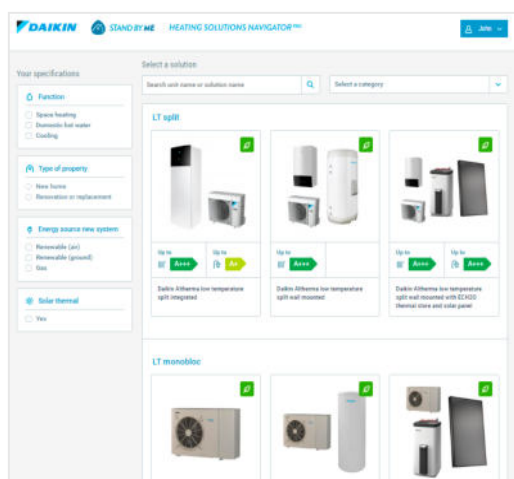 DAIKIN
STAND BY ME
HEATING SOLUTIONS NAVIGATOR PRO
John
Your specifications
Function
Space heating
Domestic hot water
Cooling
Type of property
New home
Renovation or replacement
Energy source new system
Renewable (air)
Renewable (ground)
Gas
Solar thermal
Yes
Select a solution
Search unit name or solution name
Select a category
LT split
Up to
A+++
Up to
A+
Daikin Altherma low temperature
split integrated
Up to
A+++
Daikin Altherma low temperature
split wall mounted
Up to
A+++
Up to
A+++
Daikin Altherma low temperature
split wall mounted with ECH2O
thermal store and solar panel
LT monobloc